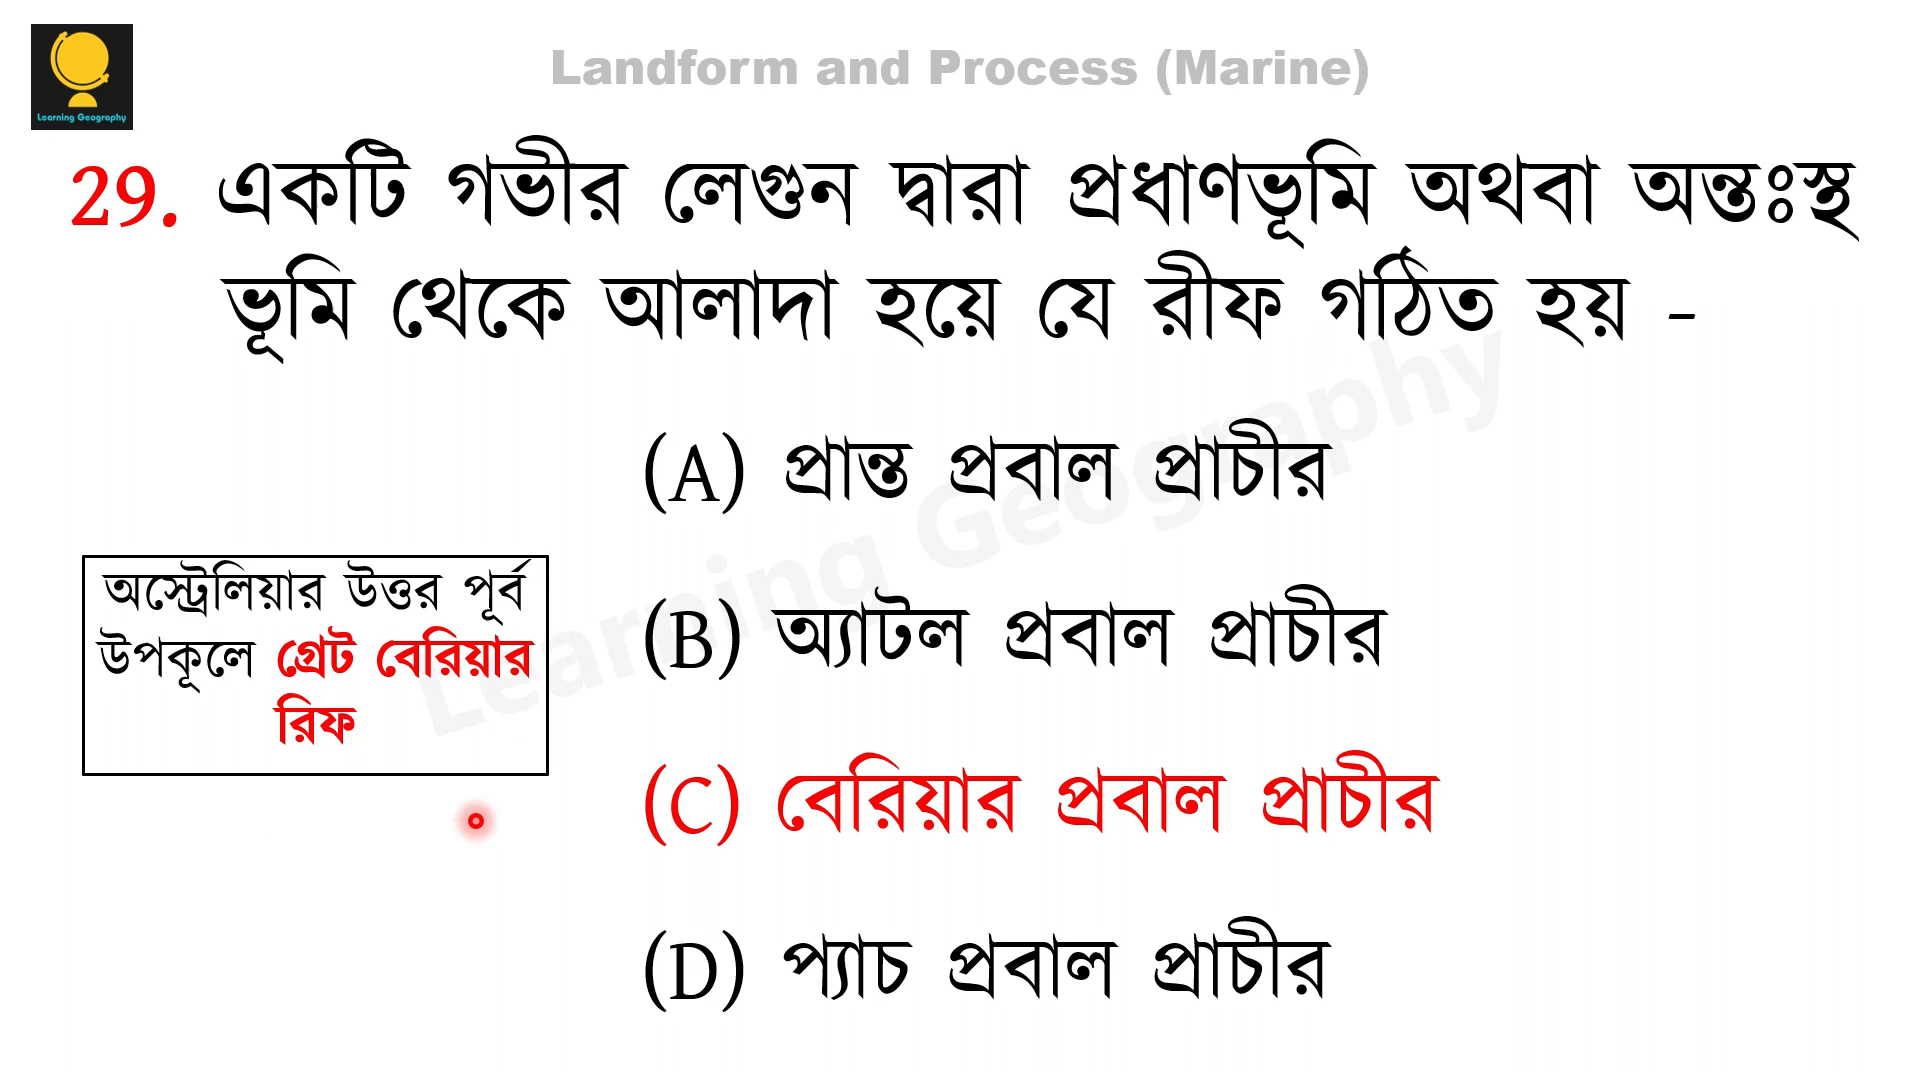 Learning Geography
Landform and Process (Marine)
29. একটি গভীর লেগুন দ্বারা প্রধাণভূমি অথবা অন্তঃস্থ
ভূমি থেকে আলাদা হয়ে যে রীফ গঠিত হয় -
(A) প্রান্ত প্রবাল প্রাচীর
অস্ট্রেলিয়ার উত্তর পূর্ব
উপকূলে গ্রেট বেরিয়ার
রিফ
(B) অ্যাটল প্রবাল প্রাচীর
(C) বেরিয়ার প্রবাল প্রাচীর
(D) প্যাচ প্রবাল প্রাচীর
Learning Geography